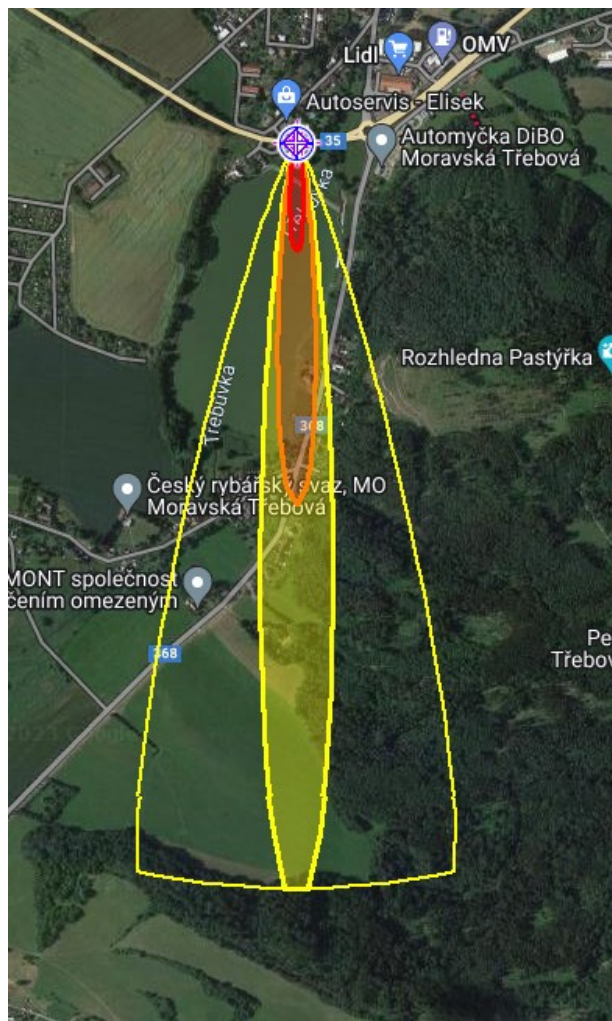 OMV
Lidl
Autoservis - Elisek
35
Automyčka DiBO
Moravská Třebová
Rozhledna Pastýřka
Třebůvka
368
Český rybářský svaz, MO
Moravská Třebová
MONT společnost
čením omezeným
368
Pe
Třebov